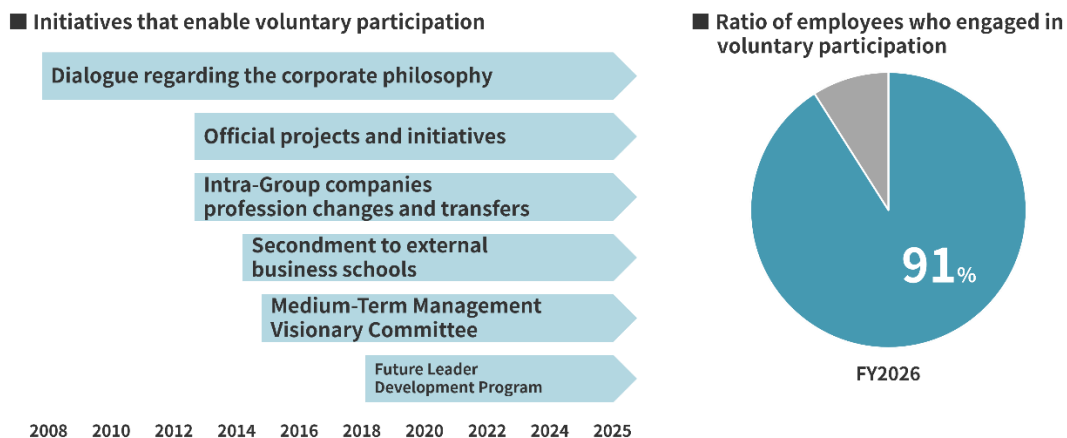 ■ Initiatives that enable voluntary participation
Dialogue regarding the corporate philosophy
Official projects and initiatives
Intra-Group companies
profession changes and transfers
Secondment to external
business schools
Medium-Term Management
Visionary Committee
Future Leader
Development Program
2008 2010 2012 2014 2016 2018 2020 2022 2024 2025
■ Ratio of employees who engaged in
voluntary participation
91%
FY2026